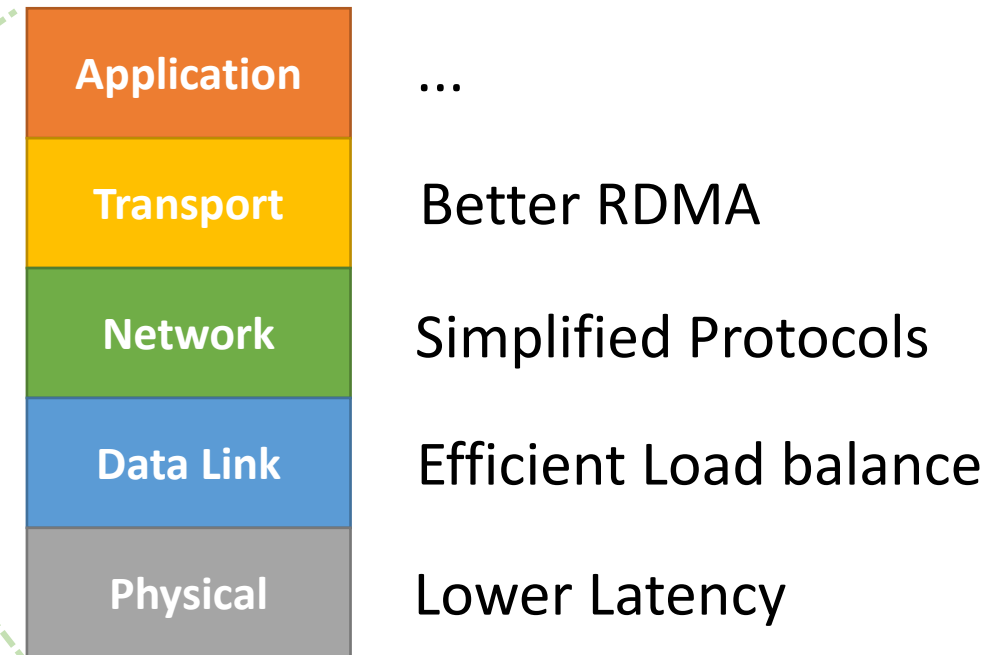 Application ...
Transport Better RDMA
Network Simplified Protocols
Data Link Efficient Load balance
Physical Lower Latency